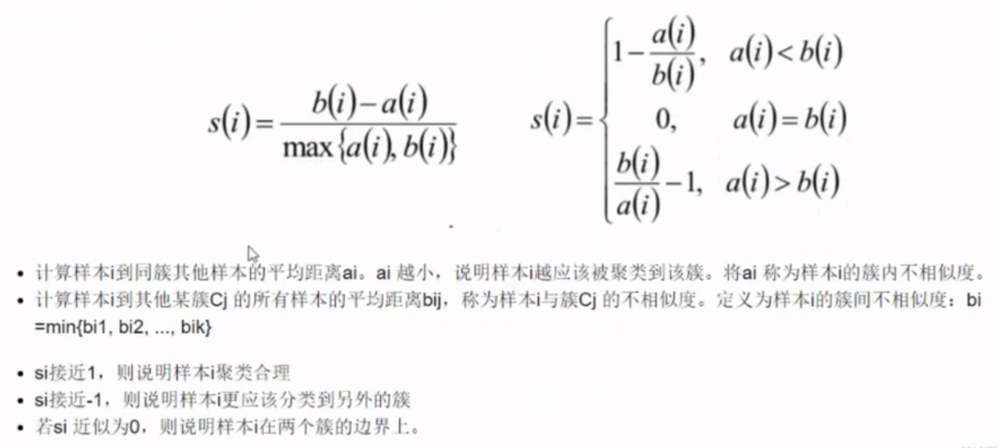 s(i) = \frac{b(i) - a(i)}{\max\{a(i), b(i)\}}
s(i) = \begin{cases} 1 - \frac{a(i)}{b(i)}, & a(i) < b(i) \\ 0, & a(i) = b(i) \\ \frac{b(i)}{a(i)} - 1, & a(i) > b(i) \end{cases}
• 计算样本i到同簇其他样本的平均距离ai。ai 越小，说明样本i越应该被聚类到该簇。将ai 称为样本i的簇内不相似度。
• 计算样本i到其他某簇Cj 的所有样本的平均距离bij，称为样本i与簇Cj 的不相似度。定义为样本i的簇间不相似度：bi
=min{bi1, bi2, ..., bik}
• si接近1，则说明样本i聚类合理
• si接近-1，则说明样本i更应该分类到另外的簇
• 若si 近似为0，则说明样本i在两个簇的边界上。